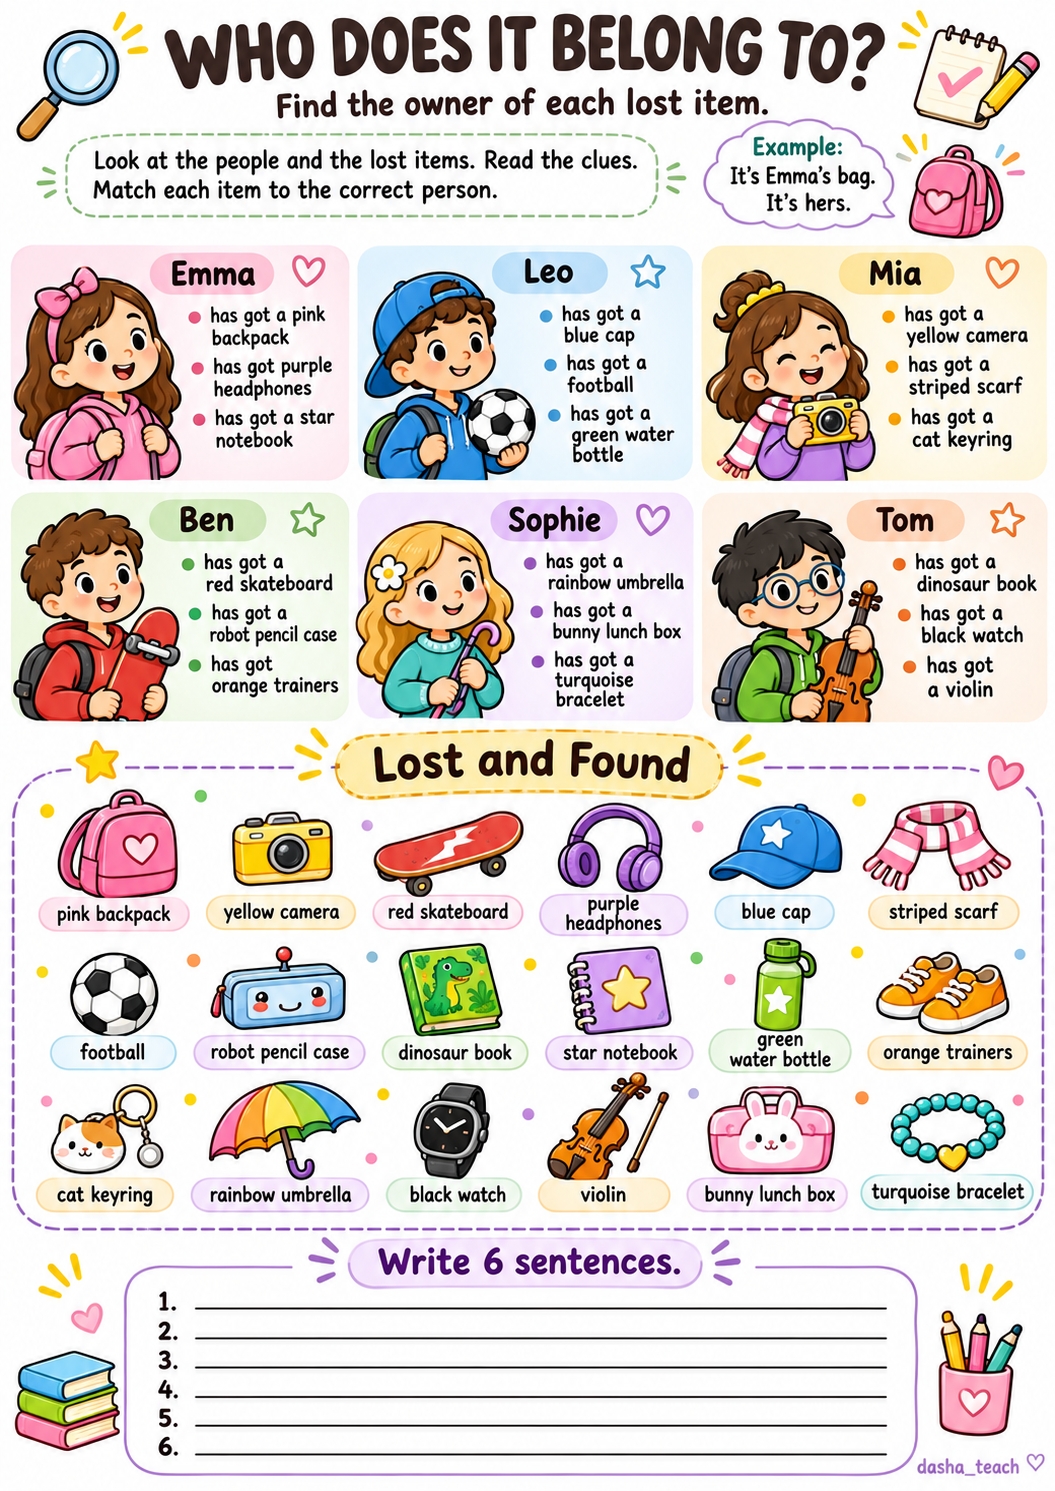 WHO DOES IT BELONG TO?
Find the owner of each lost item.
Look at the people and the lost items. Read the clues.
Match each item to the correct person.
Example:
It's Emma's bag.
It's hers.
Emma
has got a pink
backpack
has got purple
headphones
has got a star
notebook
Leo
has got a
blue cap
has got a
football
has got a
green water
bottle
Mia
has got a
yellow camera
has got a
striped scarf
has got a
cat keyring
Ben
has got a
red skateboard
has got a
robot pencil case
has got
orange trainers
Sophie
has got a
rainbow umbrella
has got a
bunny lunch box
has got a
turquoise
bracelet
Tom
has got a
dinosaur book
has got a
black watch
has got
a violin
Lost and Found
pink backpack
yellow camera
red skateboard
purple
headphones
blue cap
striped scarf
football
robot pencil case
dinosaur book
star notebook
green
water bottle
orange trainers
cat keyring
rainbow umbrella
black watch
violin
bunny lunch box
turquoise bracelet
Write 6 sentences.
1.
2.
3.
4.
5.
6.
dasha_teach